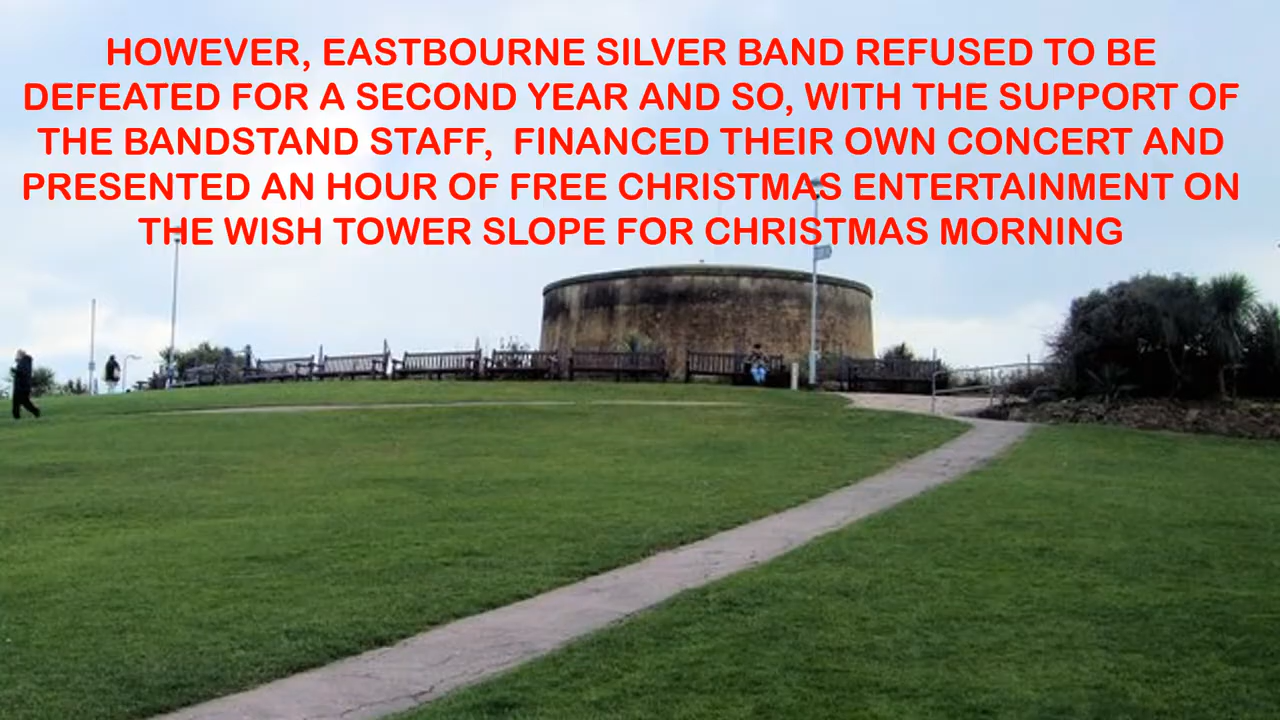 HOWEVER, EASTBOURNE SILVER BAND REFUSED TO BE
DEFEATED FOR A SECOND YEAR AND SO, WITH THE SUPPORT OF
THE BANDSTAND STAFF,  FINANCED THEIR OWN CONCERT AND
PRESENTED AN HOUR OF FREE CHRISTMAS ENTERTAINMENT ON
THE WISH TOWER SLOPE FOR CHRISTMAS MORNING